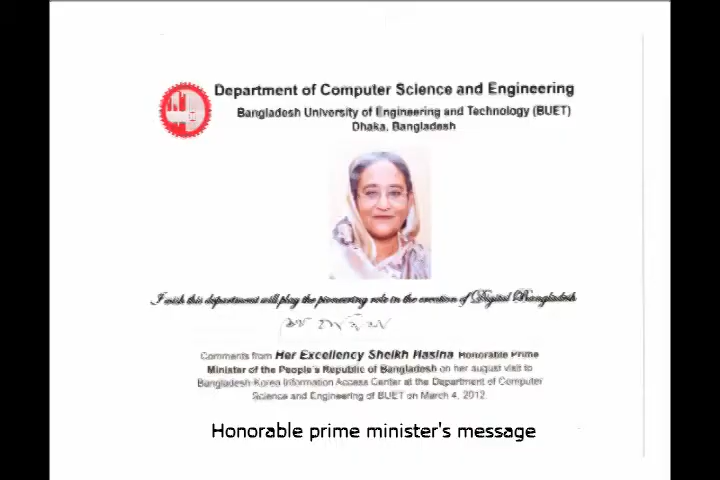 Department of Computer Science and Engineering
Bangladesh University of Engineering and Technology (BUET)
Dhaka, Bangladesh
I wish this department will play the pioneering role in the creation of Digital Bangladesh
Comments from Her Excellency Sheikh Hasina Honorable Prime
Minister of the People's Republic of Bangladesh on her august visit to
Bangladesh-Korea Information Access Center at the Department of Computer
Science and Engineering of BUET on March 4, 2012.
Honorable prime minister's message